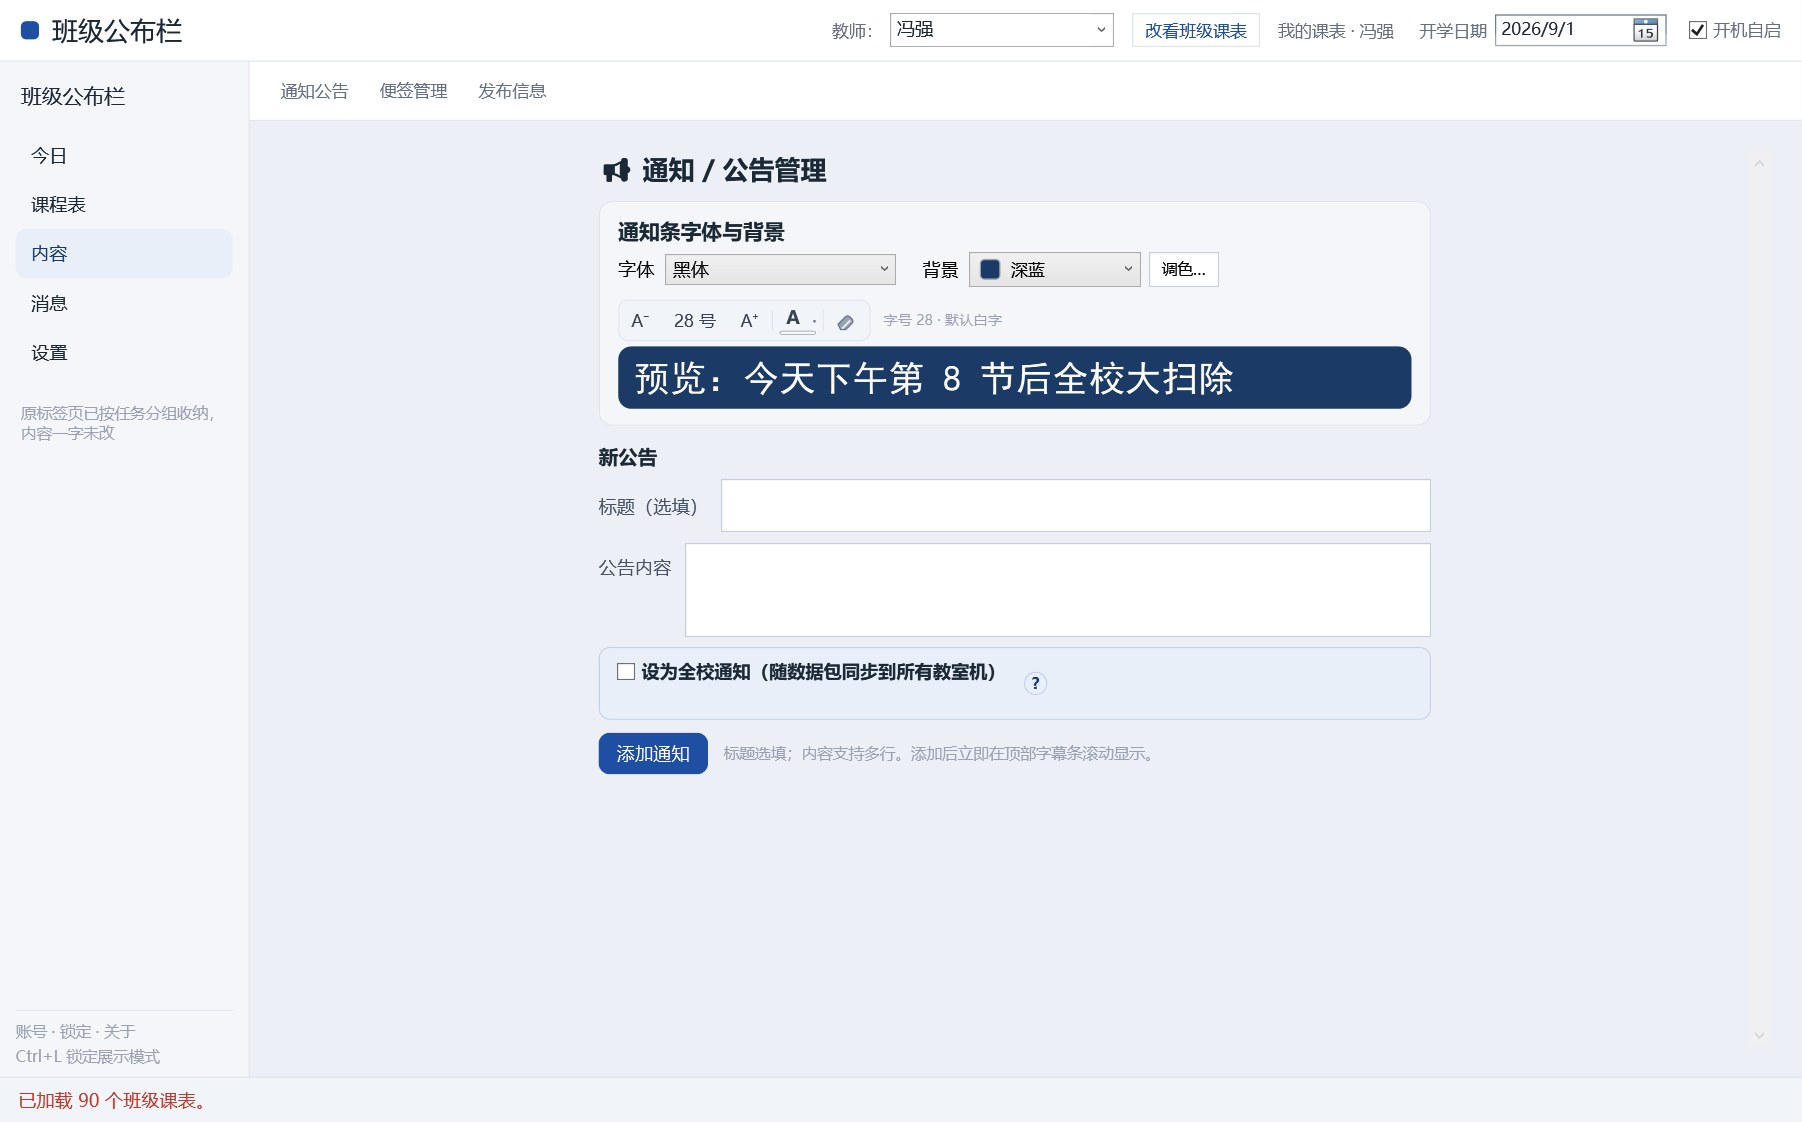 班级公布栏
教师：
冯强
改看班级课表
我的课表 · 冯强
开学日期
2026/9/1
15
开机自启
班级公布栏
今日
课程表
内容
消息
设置
原标签页已按任务分组收纳，
内容一字未改
账号 · 锁定 · 关于
Ctrl+L 锁定展示模式
通知公告
便签管理
发布信息
通知 / 公告管理
通知条字体与背景
字体
黑体
背景
深蓝
调色...
A⁻
28 号
A⁺
A
字号 28 · 默认白字
预览：今天下午第 8 节后全校大扫除
新公告
标题（选填）
公告内容
设为全校通知（随数据包同步到所有教室机）
?
添加通知
标题选填；内容支持多行。添加后立即在顶部字幕条滚动显示。
已加载 90 个班级课表。